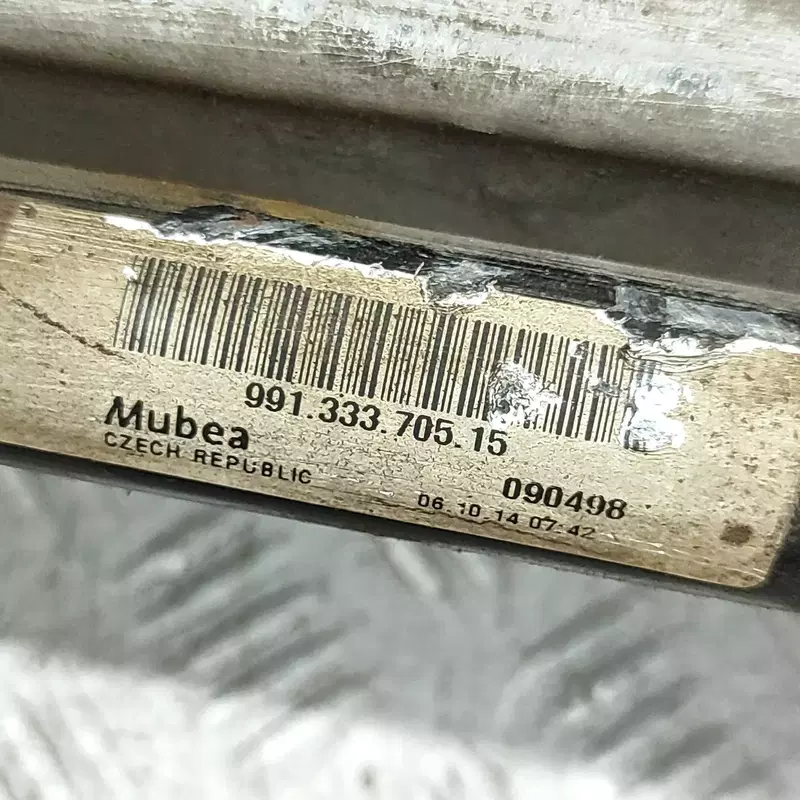 991.333.705.15
Mubea
CZECH REPUBLIC
090498
06.10.14 07:42